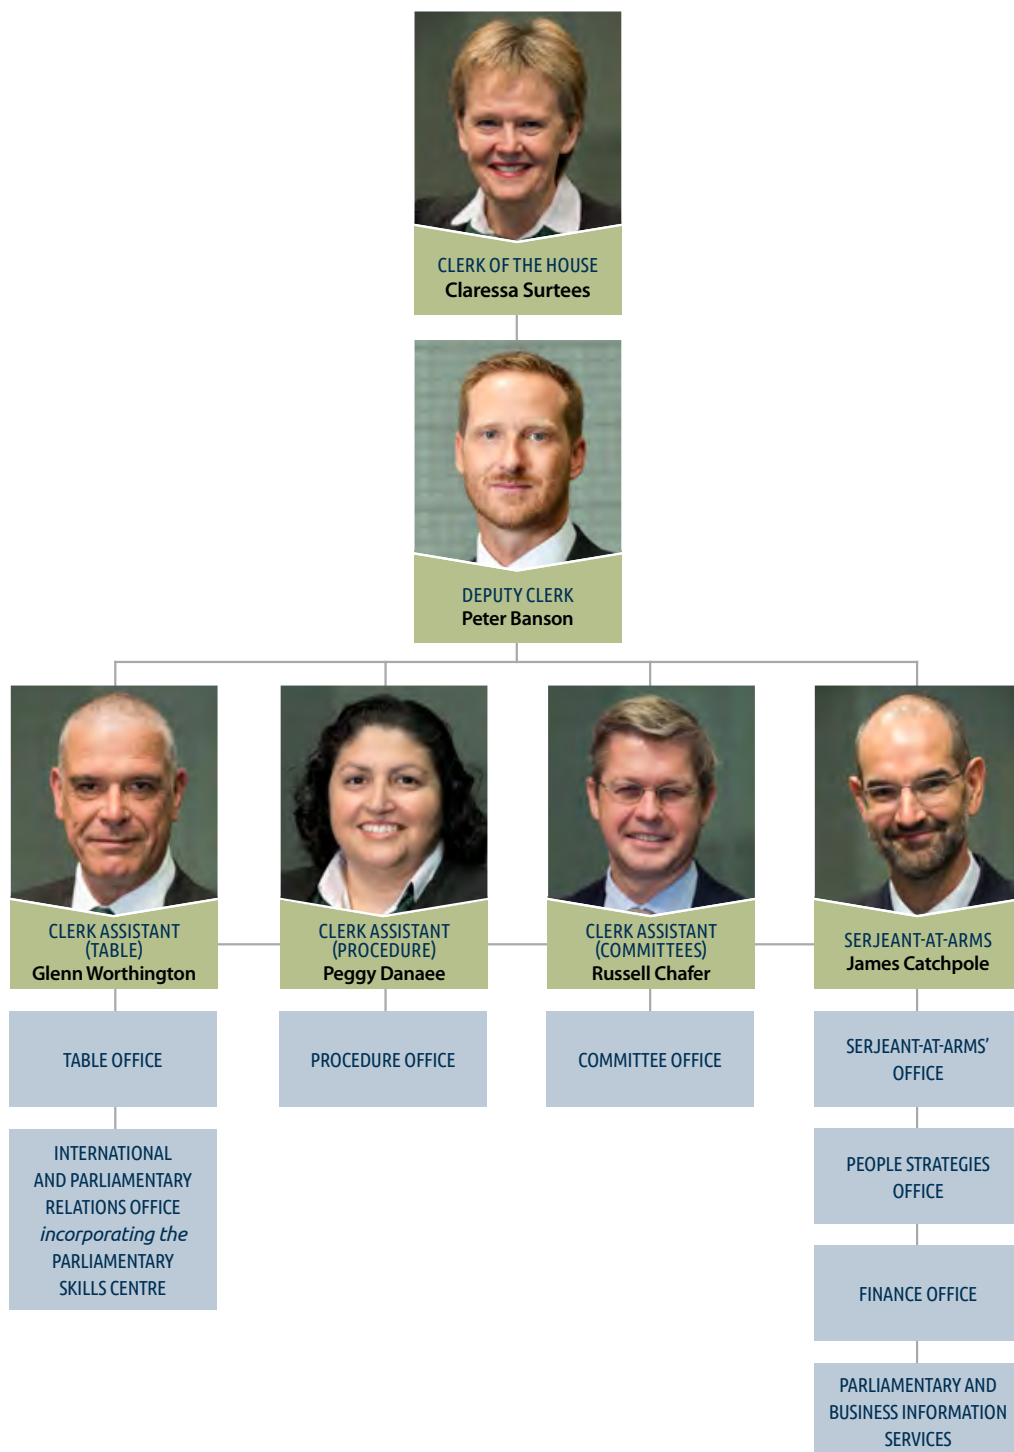 CLERK OF THE HOUSE
Claressa Surtees
DEPUTY CLERK
Peter Banson
CLERK ASSISTANT
(TABLE)
Glenn Worthington
CLERK ASSISTANT
(PROCEDURE)
Peggy Danaee
CLERK ASSISTANT
(COMMITTEES)
Russell Chafer
SERJEANT-AT-ARMS
James Catchpole
TABLE OFFICE
PROCEDURE OFFICE
COMMITTEE OFFICE
SERJEANT-AT-ARMS’
OFFICE
INTERNATIONAL
AND PARLIAMENTARY
RELATIONS OFFICE
incorporating the
PARLIAMENTARY
SKILLS CENTRE
PEOPLE STRATEGIES
OFFICE
FINANCE OFFICE
PARLIAMENTARY AND
BUSINESS INFORMATION
SERVICES